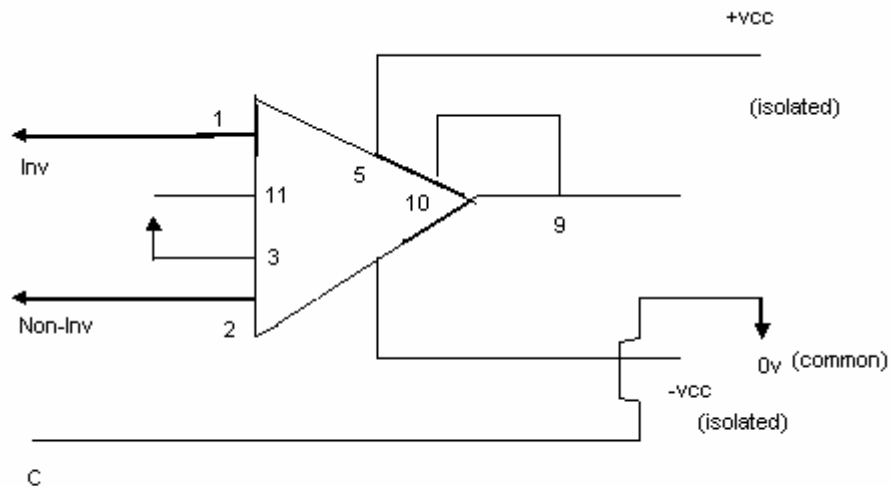 +vcc
(isolated)
1
Inv
5
11
10
9
3
Non-Inv
2
0v (common)
-vcc
(isolated)
C